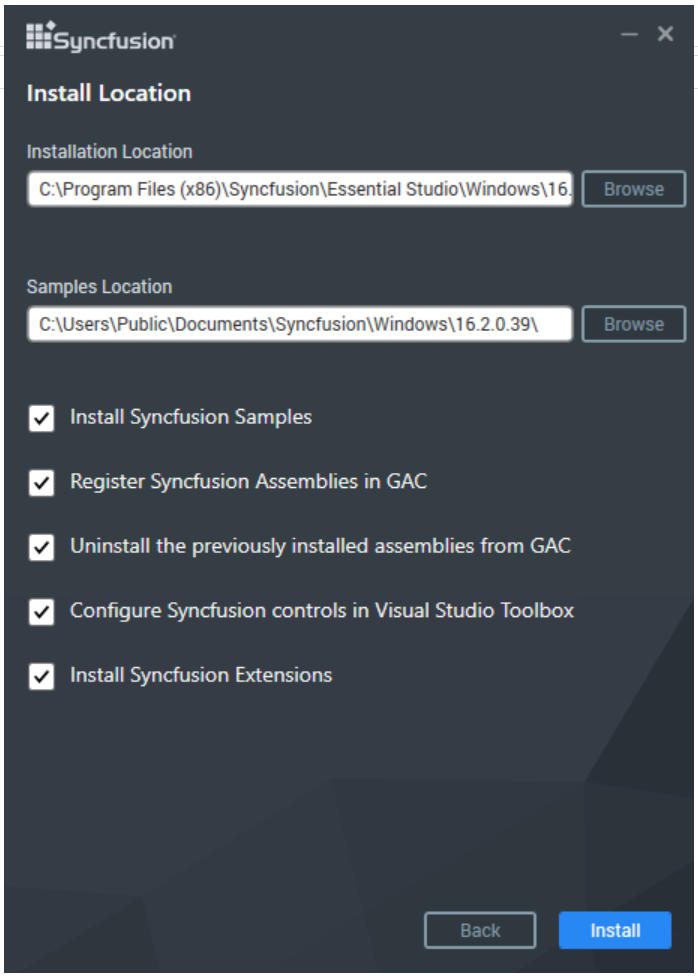 Syncfusion
Install Location
Installation Location
C:\Program Files (x86)\Syncfusion\Essential Studio\Windows\16.
Browse
Samples Location
C:\Users\Public\Documents\Syncfusion\Windows\16.2.0.39\
Browse
Install Syncfusion Samples
Register Syncfusion Assemblies in GAC
Uninstall the previously installed assemblies from GAC
Configure Syncfusion controls in Visual Studio Toolbox
Install Syncfusion Extensions
Back
Install